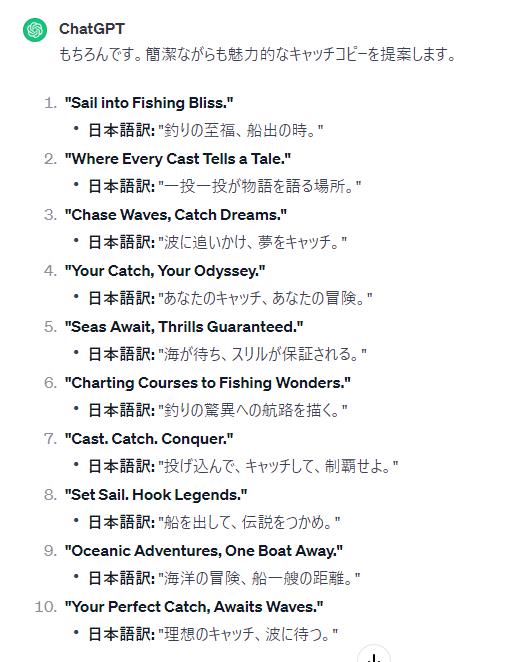 ChatGPT
もちろんです。簡潔ながらも魅力的なキャッチコピーを提案します。
1. "Sail into Fishing Bliss."
• 日本語訳: "釣りの至福、船出の時。"
2. "Where Every Cast Tells a Tale."
• 日本語訳: "一投一投が物語を語る場所。"
3. "Chase Waves, Catch Dreams."
• 日本語訳: "波に追いかけ、夢をキャッチ。"
4. "Your Catch, Your Odyssey."
• 日本語訳: "あなたのキャッチ、あなたの冒険。"
5. "Seas Await, Thrills Guaranteed."
• 日本語訳: "海が待ち、スリルが保証される。"
6. "Charting Courses to Fishing Wonders."
• 日本語訳: "釣りの驚異への航路を描く。"
7. "Cast. Catch. Conquer."
• 日本語訳: "投げ込んで、キャッチして、制覇せよ。"
8. "Set Sail. Hook Legends."
• 日本語訳: "船を出して、伝説をつかめ。"
9. "Oceanic Adventures, One Boat Away."
• 日本語訳: "海洋の冒険、船一艘の距離。"
10. "Your Perfect Catch, Awaits Waves."
• 日本語訳: "理想のキャッチ、波に待つ。"